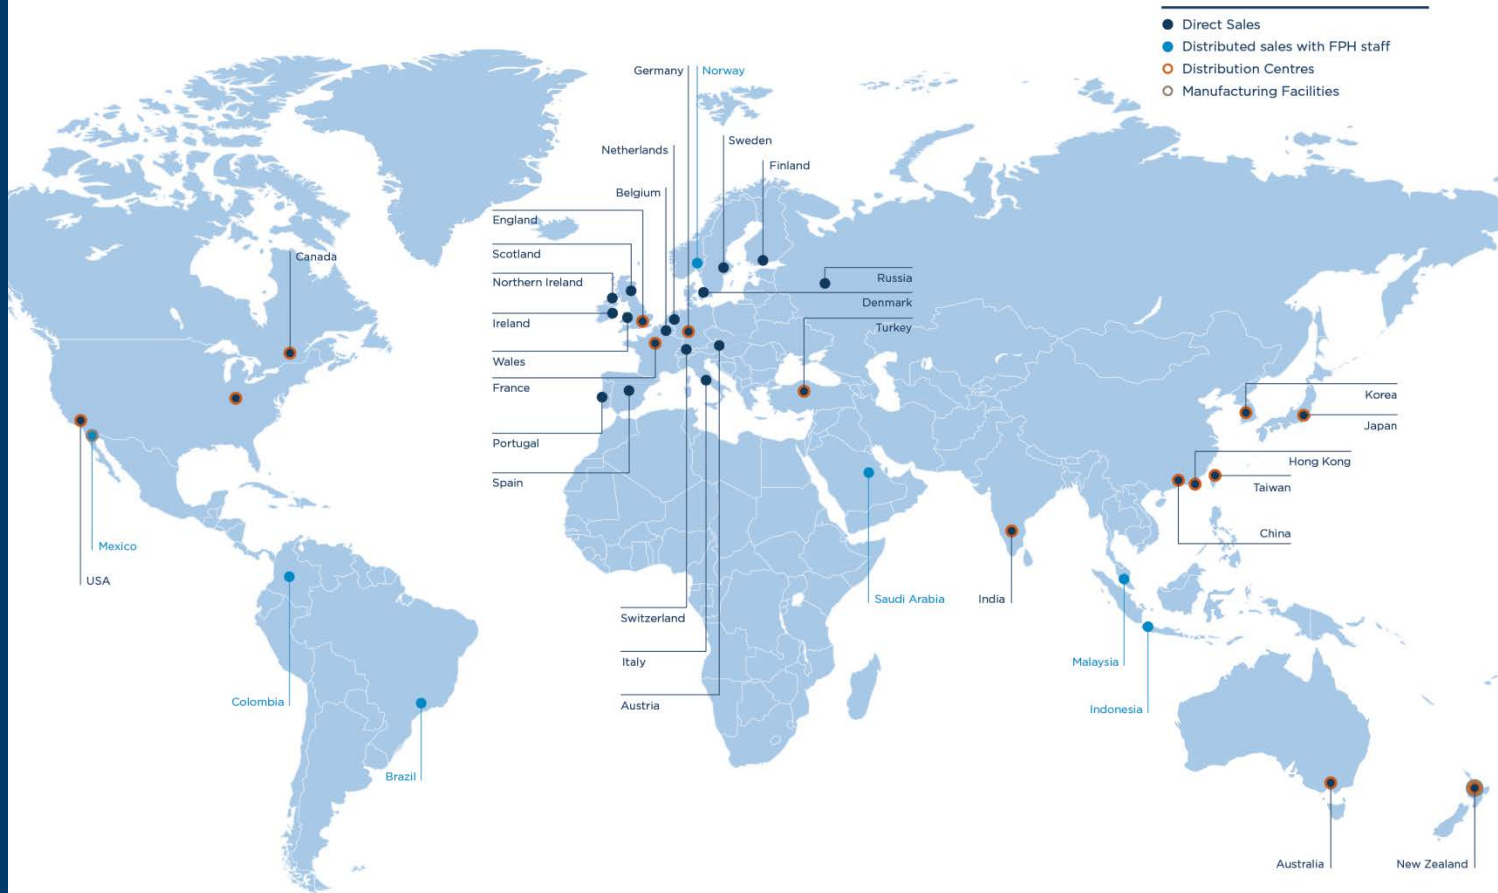 Direct Sales
Distributed sales with FPH staff
Distribution Centres
Manufacturing Facilities
Germany
Norway
Netherlands
Sweden
Finland
Belgium
England
Scotland
Northern Ireland
Ireland
Wales
France
Portugal
Spain
Canada
Russia
Denmark
Turkey
Korea
Japan
Hong Kong
Taiwan
China
Mexico
USA
Saudi Arabia
India
Switzerland
Italy
Austria
Malaysia
Indonesia
Colombia
Brazil
Australia
New Zealand